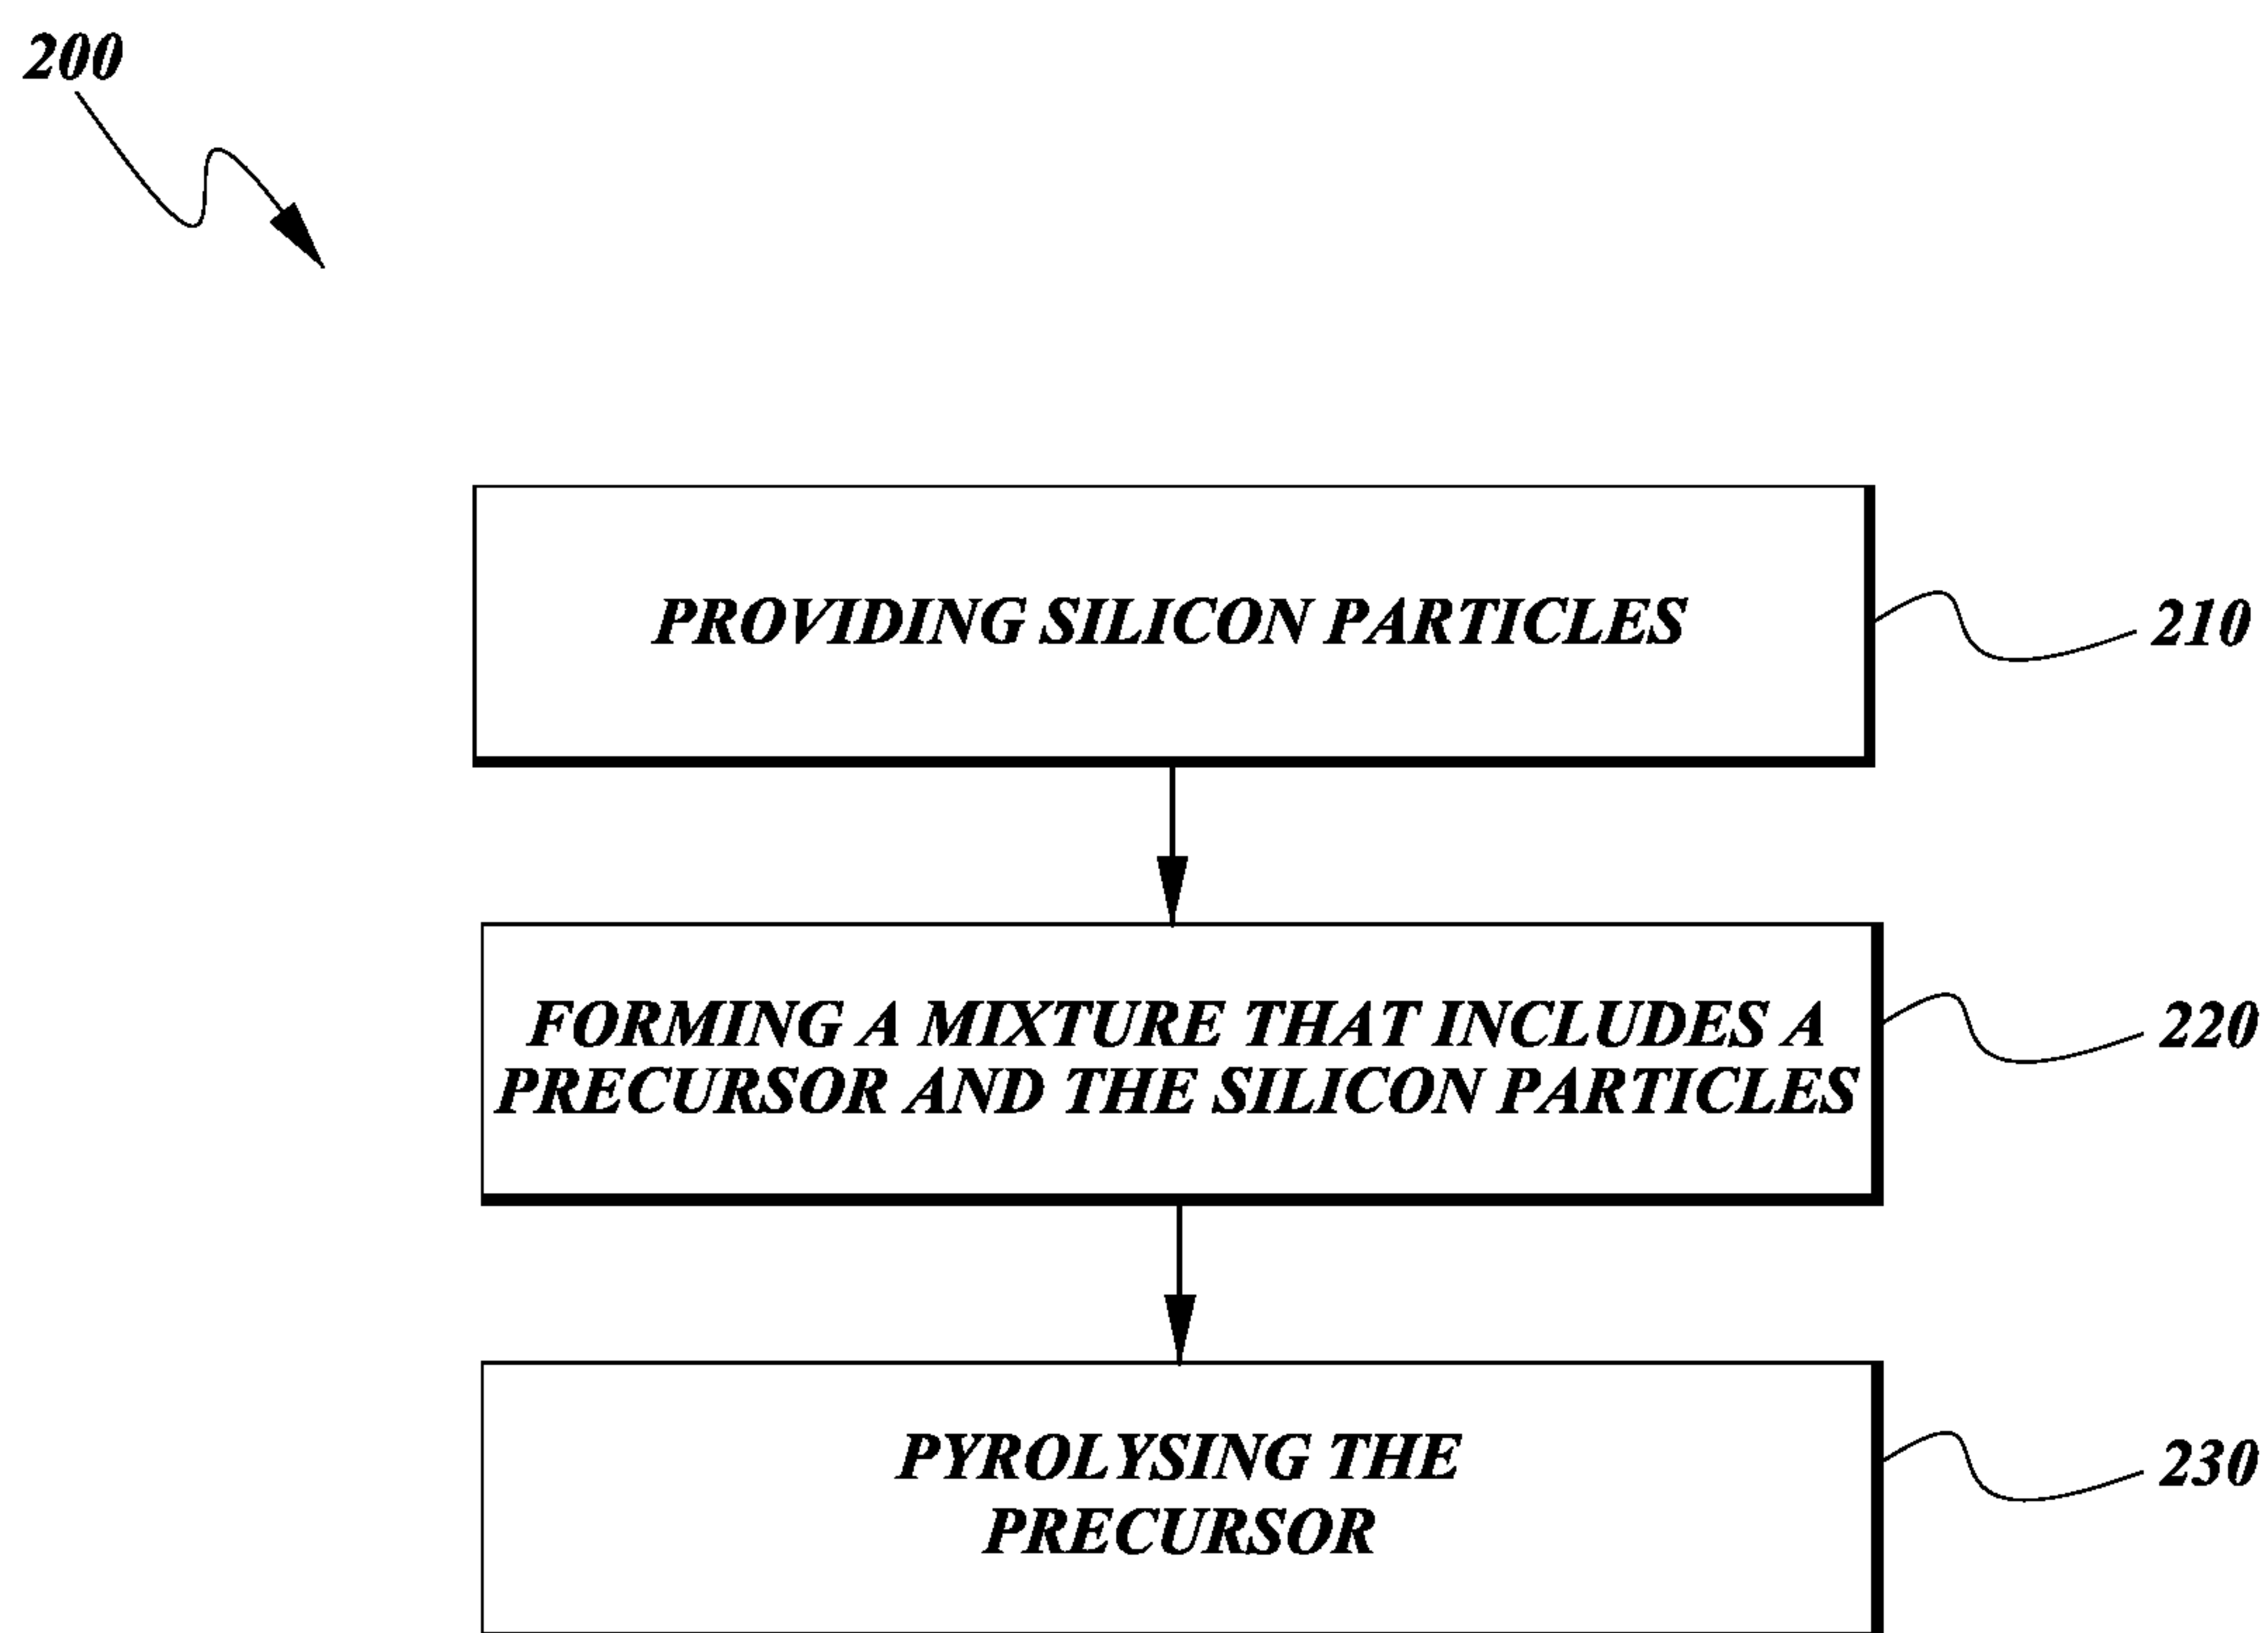 200
PROVIDING SILICON PARTICLES
210
FORMING A MIXTURE THAT INCLUDES A
PRECURSOR AND THE SILICON PARTICLES
220
PYROLYSING THE
PRECURSOR
230